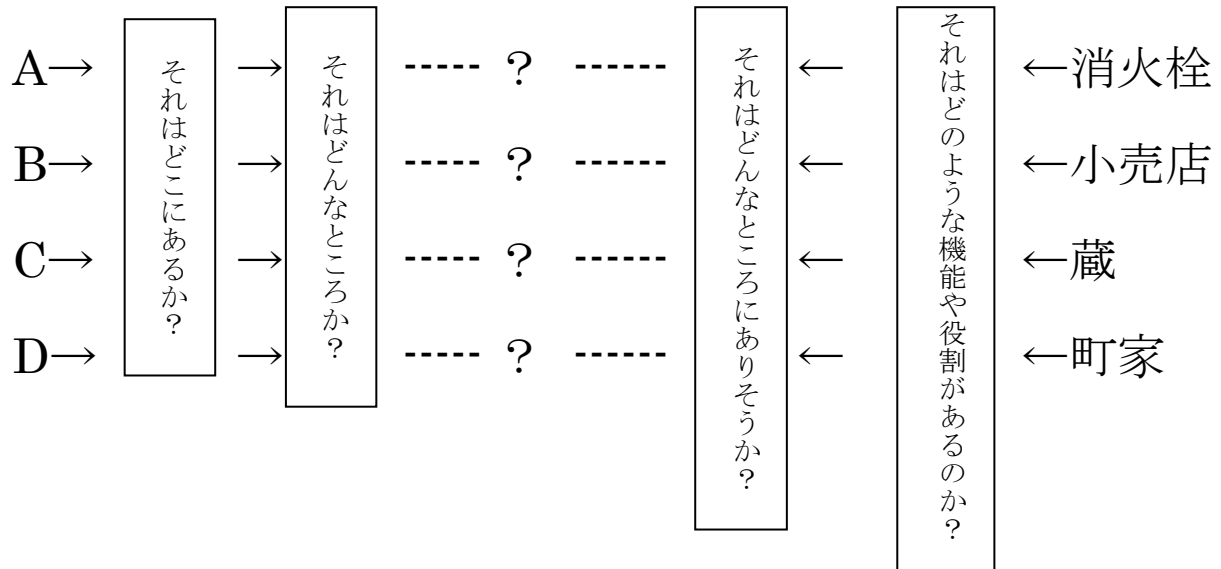 A→
B→
C→
D→
それはどこにあるか？
→
→
→
→
それはどんなところか？
----- ? ------
----- ? ------
----- ? ------
----- ? ------
それはどんなところにありそうか？
←
←
←
←
それはどのような機能や役割があるのか？
←消火栓
←小売店
←蔵
←町家